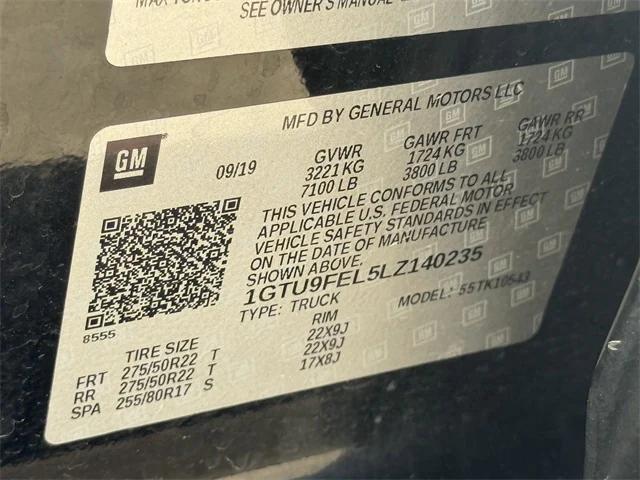 SEE OWNER'S MANUAL
GM
MFD BY GENERAL MOTORS LLC
GM
09/19
GVWR GAWR FRT GAWR RR
3221 KG 1724 KG 1724 KG
7100 LB 3800 LB 3800 LB
THIS VEHICLE CONFORMS TO ALL
APPLICABLE U.S. FEDERAL MOTOR
VEHICLE SAFETY STANDARDS IN EFFECT
ON THE DATE OF MANUFACTURE
SHOWN ABOVE.
1GTU9FEL5LZ140235
TYPE: TRUCK MODEL: 55TK10543
8555
TIRE SIZE RIM
FRT 275/50R22 T 22X9J
RR 275/50R22 T 22X9J
SPA 255/80R17 S 17X8J